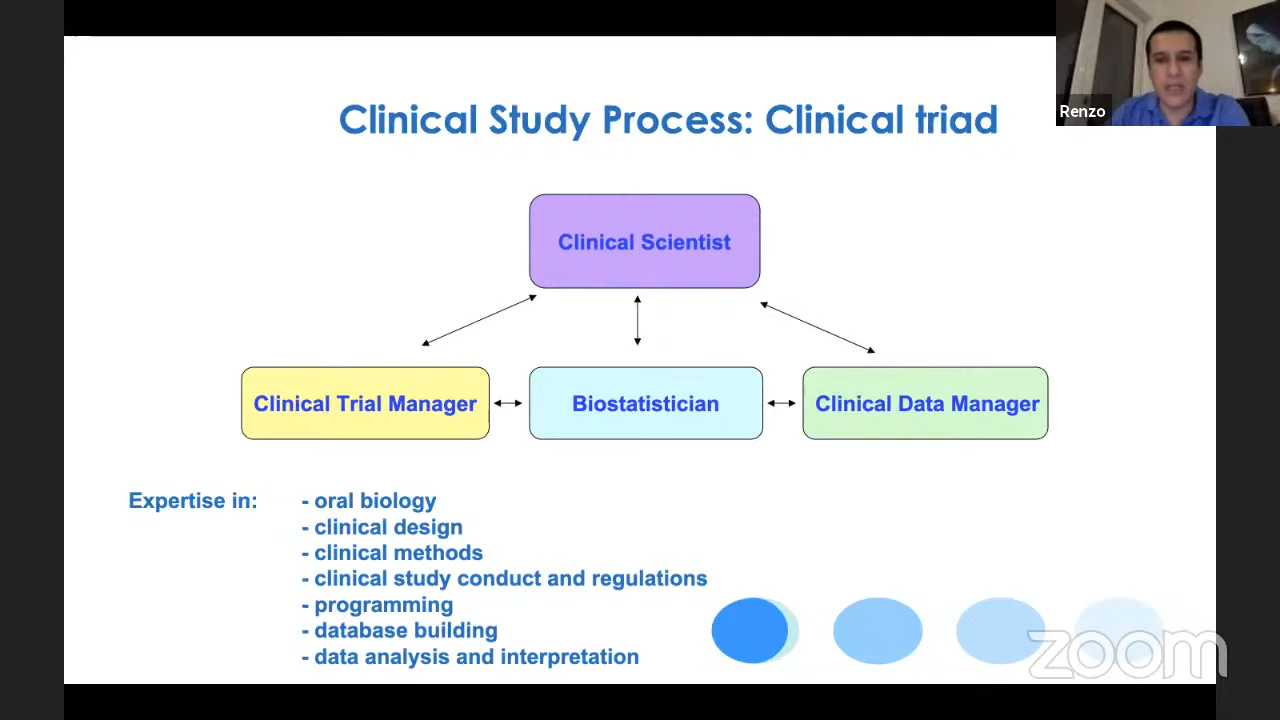 Clinical Study Process: Clinical triad
Renzo
Clinical Scientist
Clinical Trial Manager
Biostatistician
Clinical Data Manager
Expertise in: - oral biology
- clinical design
- clinical methods
- clinical study conduct and regulations
- programming
- database building
- data analysis and interpretation
zoom